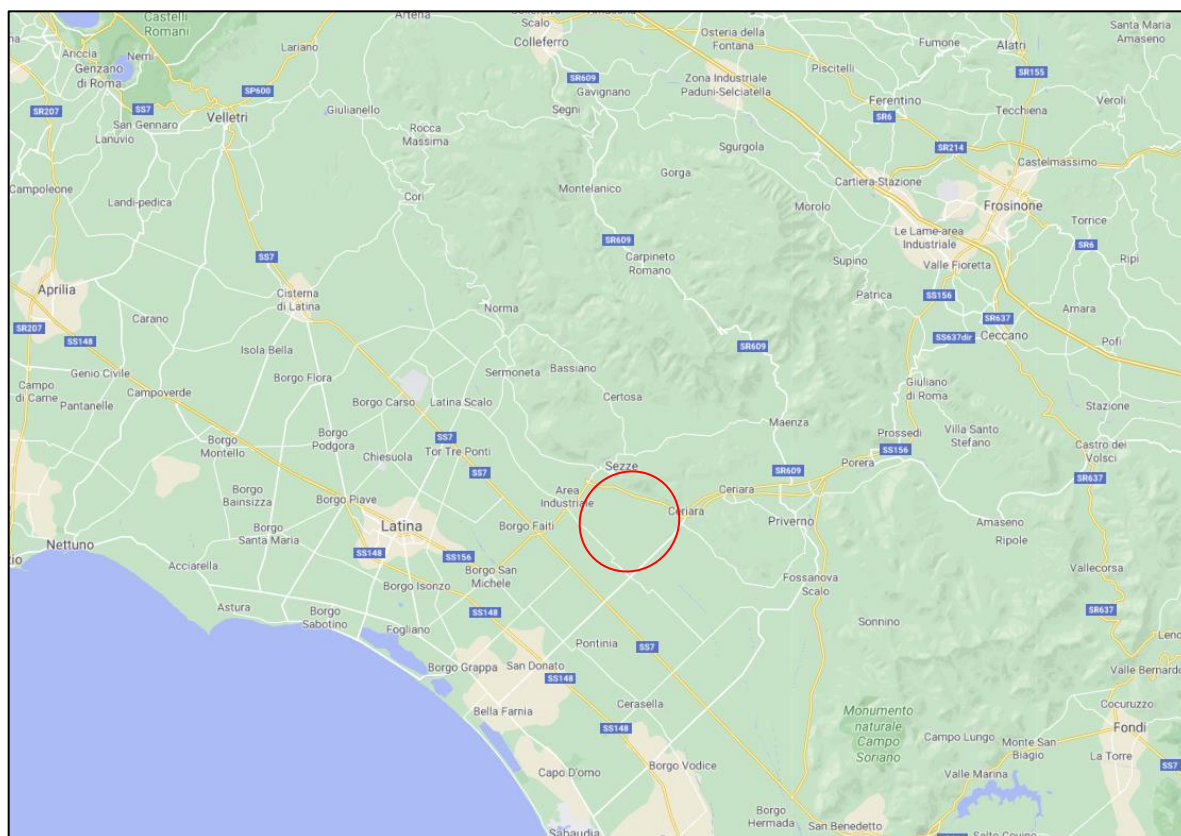 Castelli
Romani
Artena
Colleferro
Scalo
Colleferro
Osteria della
Fontana
Fumone
Alatri
Santa Maria
Amaseno
Ariccia
Nemi
Genzano
di Roma
Lariano
SR207
SS7
SP600
Velletri
San Gennaro
Lanuvio
Giulianello
Rocca
Massima
SR609
Gavignano
Segni
Zona Industriale
Paduni-Selciatella
Piscitelli
Ferentino
SR6
SR155
Tecchiena
Veroli
Sgurgola
SR214
Castelmassimo
Campoleone
Landi-pedica
Cori
Montelanico
Gorga
Cartiera-Stazione
Morolo
Frosinone
Torrice
SR6
Ripi
SS7
SR609
Carpineto
Romano
Supino
Le Lame-area
Industriale
Valle Fioretta
Patrica
SS156
Amara
Aprilia
Cisterna
di Latina
Norma
SR207
SS148
Carano
SR609
SR637
SS637dir
Ceccano
Pofi
Isola Bella
Genio Civile
Campo
di Carne
Pantanelle
Campoverde
Borgo Flora
Borgo Carso
Latina Scalo
Sermoneta
Bassiano
Certosa
Giuliano
di Roma
Stazione
Borgo
Montello
Borgo
Podgora
Chiesuola
SS7
Tor Tre Ponti
SS7
Maenza
Prossedi
Villa Santo
Stefano
SS156
Porera
Castro dei
Volsci
SR637
Sezze
SR609
Area
Industriale
Ceriara
Ceriara
Borgo
Bainsizza
Borgo Piave
Latina
Borgo Faiti
Priverno
Amaseno
Ripole
Nettuno
Borgo
Santa Maria
SS148
SS156
Acciarella
Borgo Isonzo
Borgo San
Michele
Fossanova
Scalo
Vallecorsa
Astura
Borgo
Sabotino
SS148
Fogliano
Sonnino
SR637
Pontinia
SS7
Borgo Grappa
San Donato
SS148
Valle Bernardo
Bella Farnia
Cerasella
Monumento
naturale
Campo
Soriano
Cocuruzzo
Fondi
SS148
Campo Lungo
Monte San
Biagio
La Torre
SS7
Capo D'omo
Borgo Vodice
Valle Marina
Sabaudia
Borgo
Hermada
San Benedetto